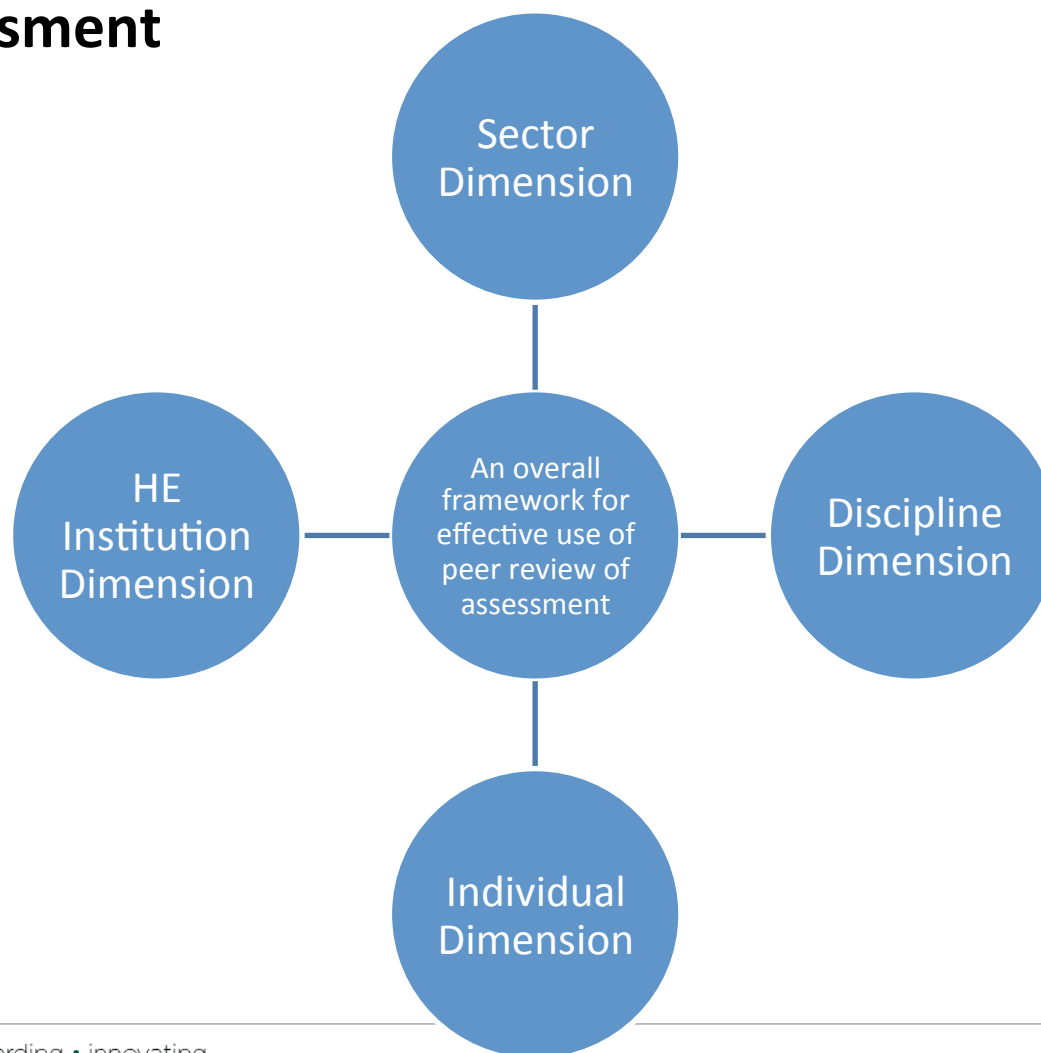 sment
Sector
Dimension
HE
Institution
Dimension
An overall
framework for
effective use of
peer review of
assessment
Discipline
Dimension
Individual
Dimension
• innovating